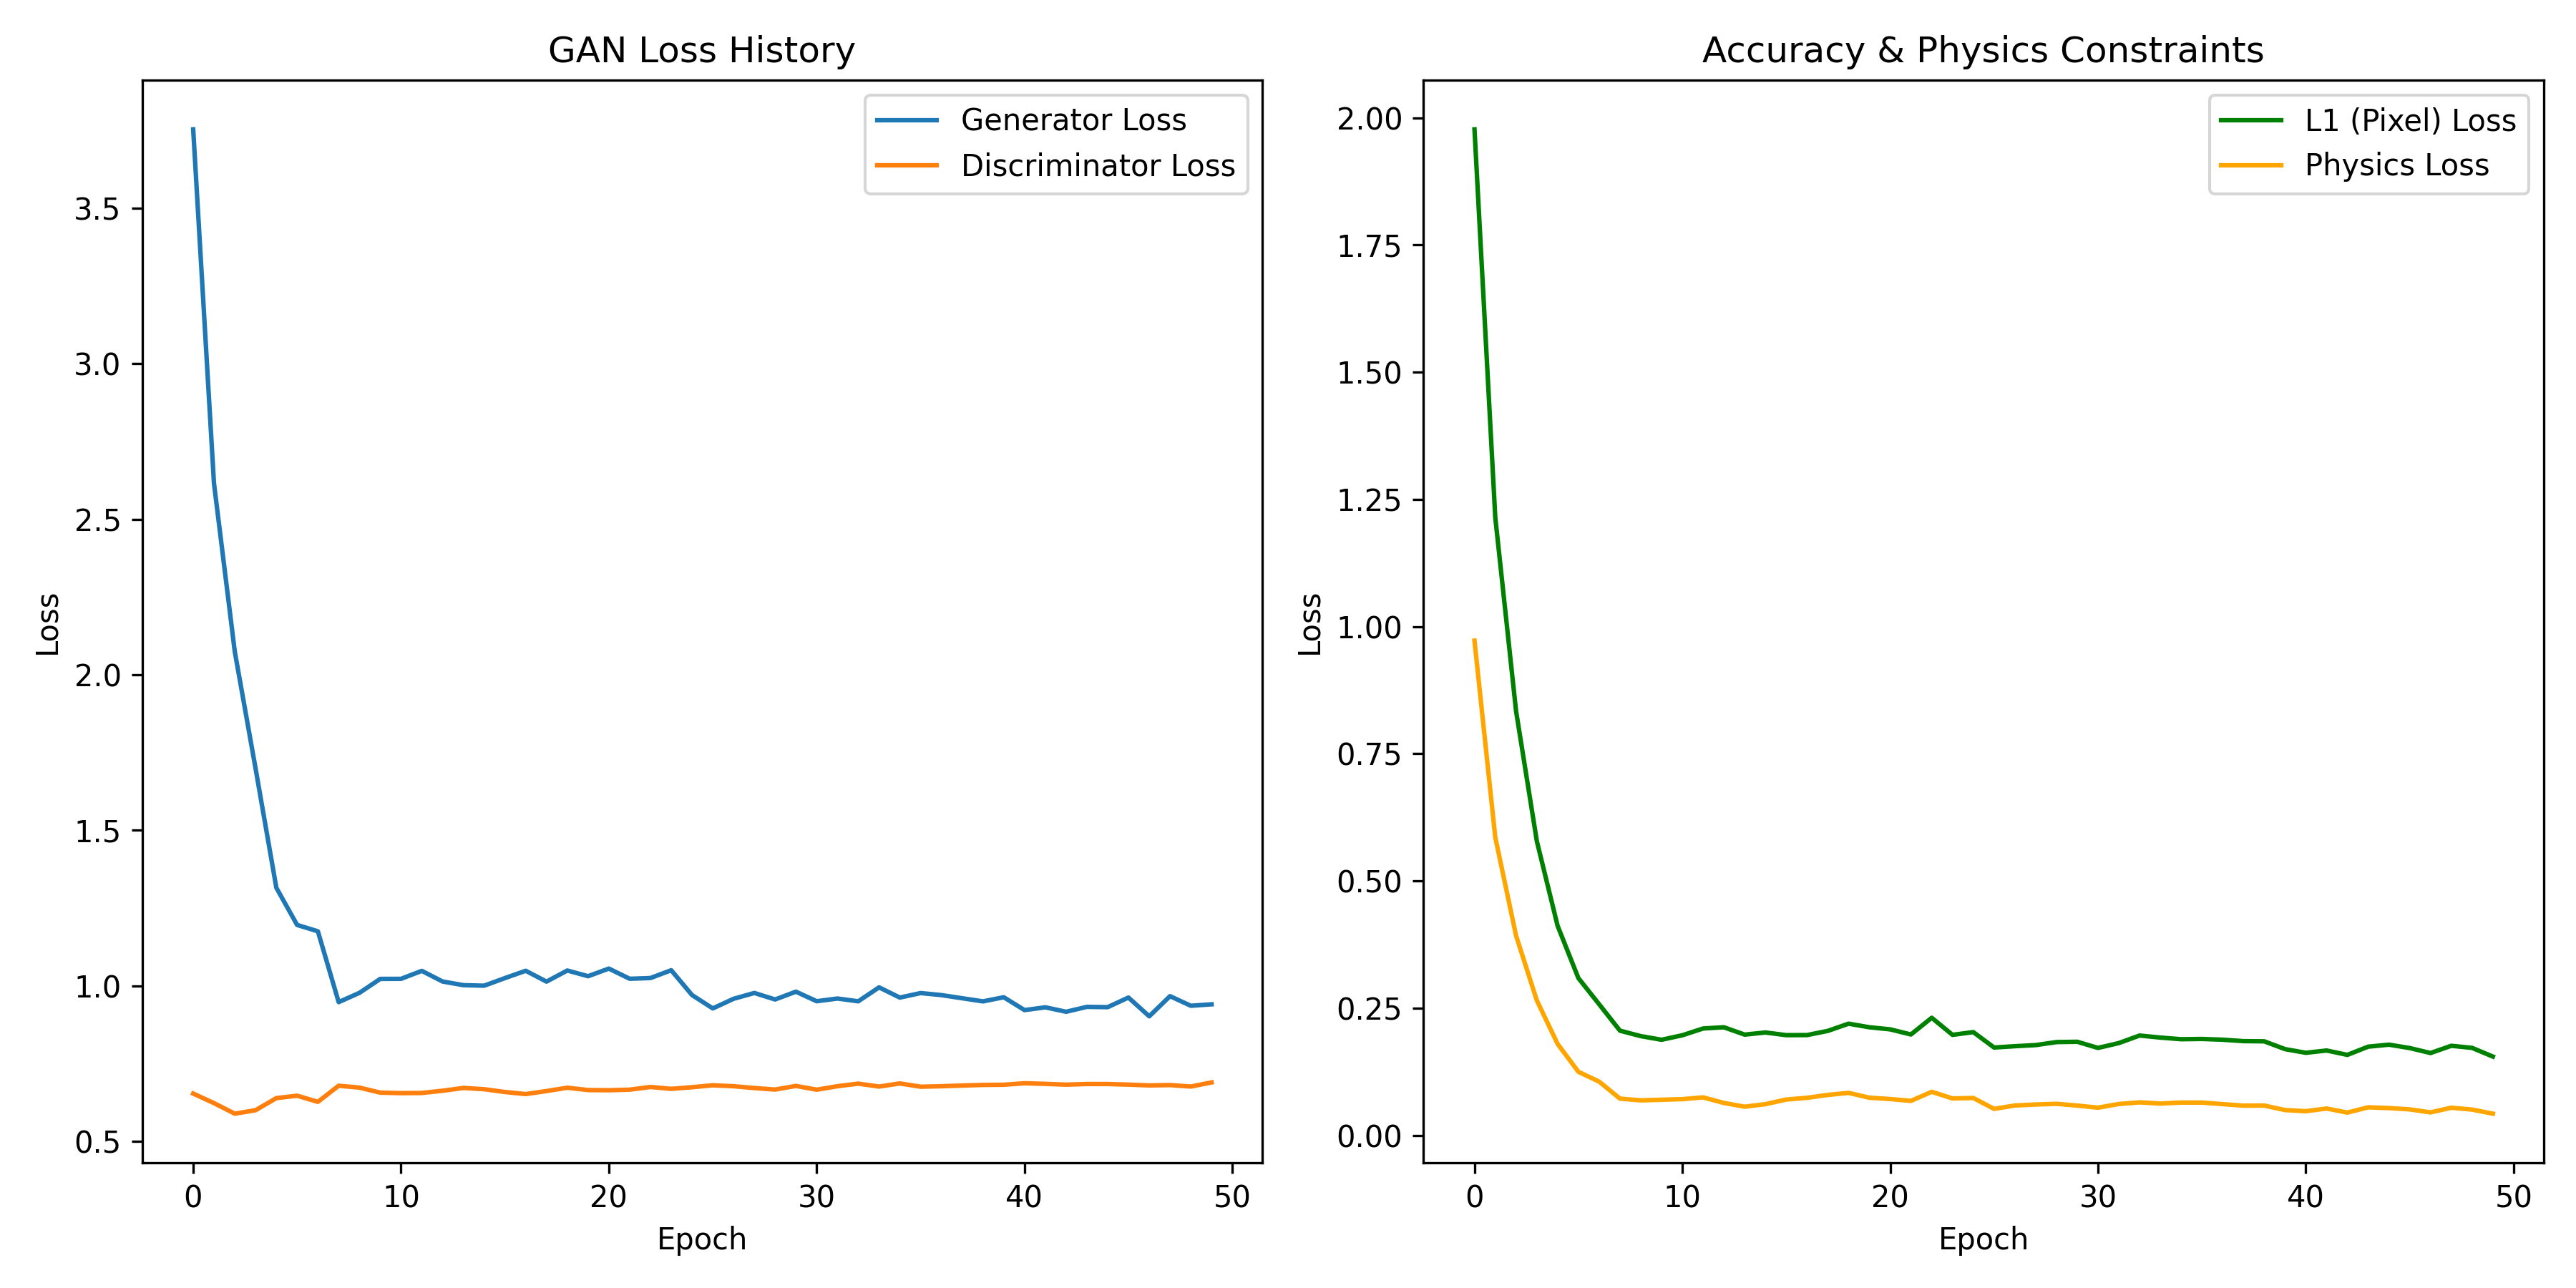 GAN Loss History
Generator Loss
Discriminator Loss
3.5
3.0
2.5
2.0
1.5
1.0
0.5
Loss
0 10 20 30 40 50
Epoch
Accuracy & Physics Constraints
L1 (Pixel) Loss
Physics Loss
2.00
1.75
1.50
1.25
1.00
0.75
0.50
0.25
0.00
Loss
0 10 20 30 40 50
Epoch